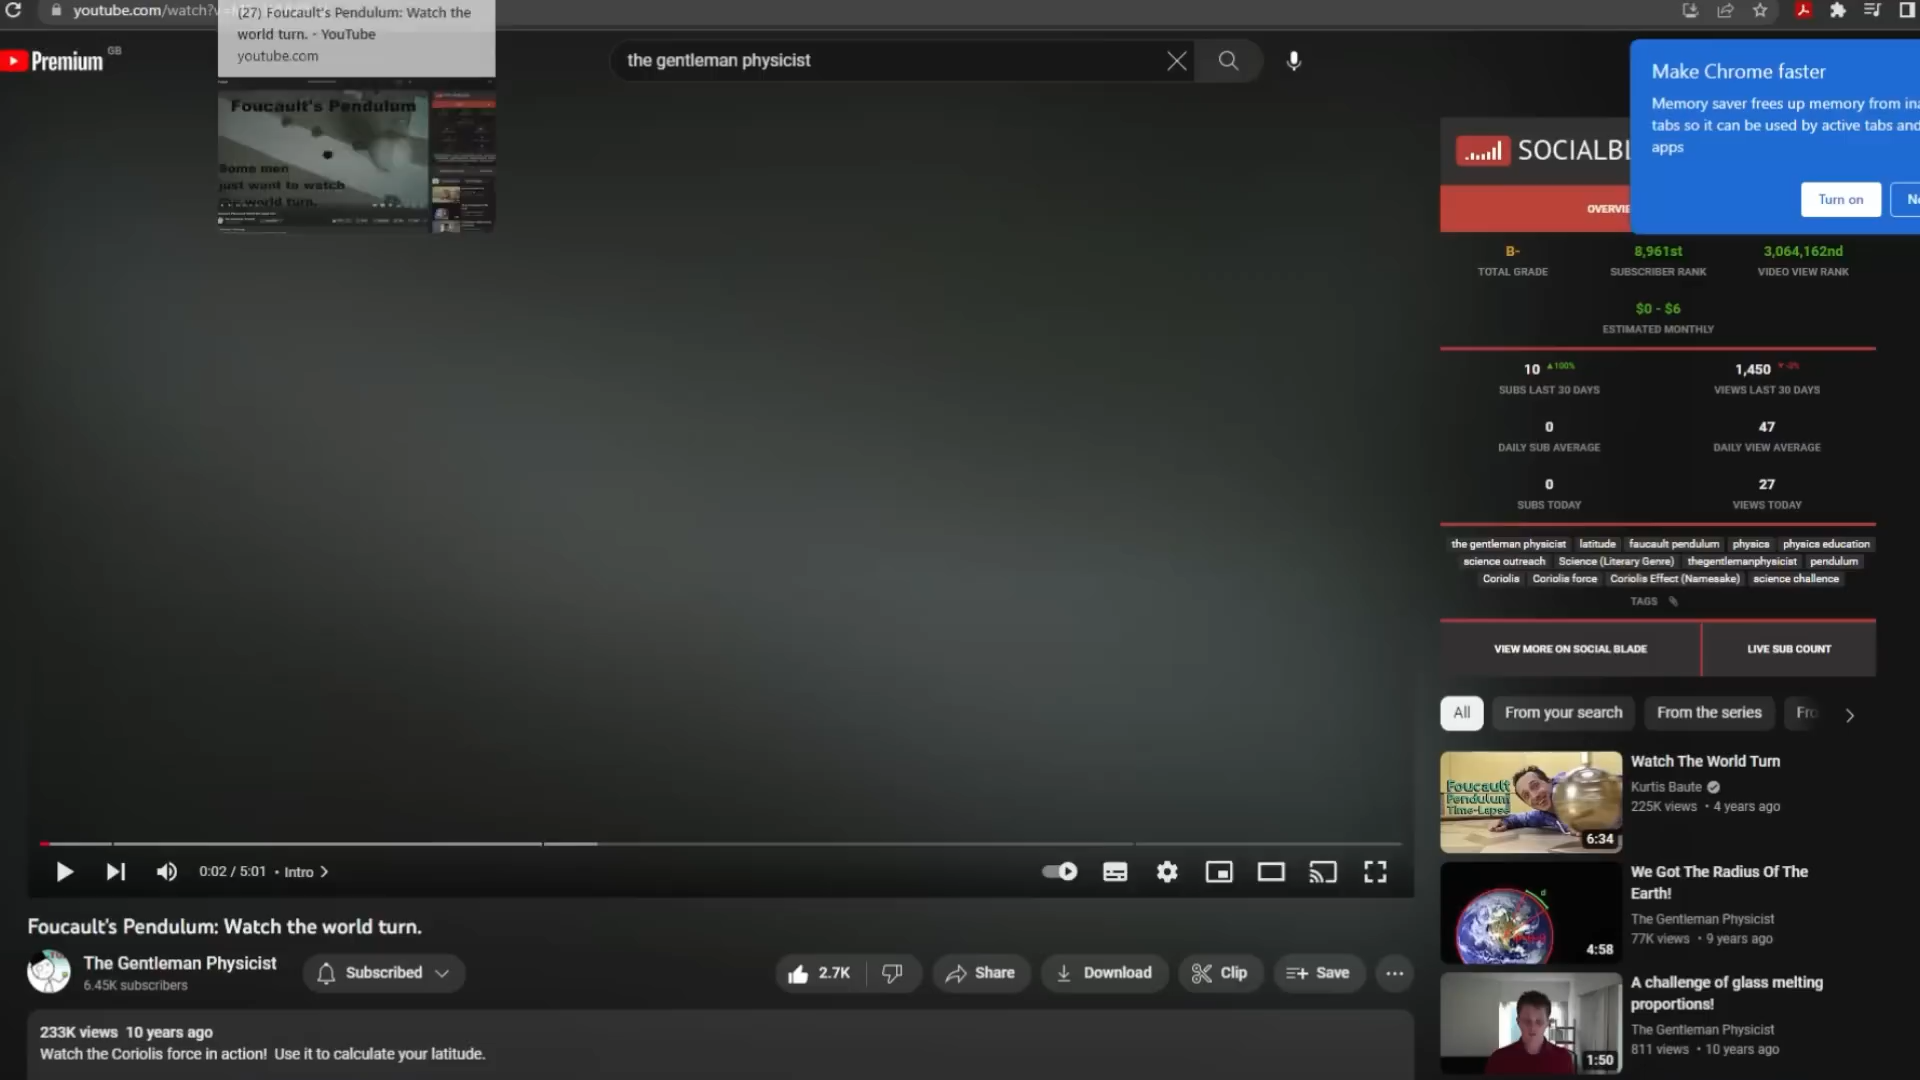 youtube.com/watch?v=
(27) Foucault's Pendulum: Watch the
world turn. - YouTube
youtube.com
Premium GB
the gentleman physicist
Foucault's Pendulum
Some men
just want to watch
the world turn.
Make Chrome faster
Memory saver frees up memory from ina
tabs so it can be used by active tabs and
apps
Turn on
No
SOCIALBL
OVERVIE
B-
TOTAL GRADE
8,961st
SUBSCRIBER RANK
3,064,162nd
VIDEO VIEW RANK
$0 - $6
ESTIMATED MONTHLY
10 ▲100%
SUBS LAST 30 DAYS
1,450
VIEWS LAST 30 DAYS
0
DAILY SUB AVERAGE
47
DAILY VIEW AVERAGE
0
SUBS TODAY
27
VIEWS TODAY
the gentleman physicist latitude faucault pendulum physics physics education
science outreach Science (Literary Genre) thegentlemanphysicist pendulum
Coriolis Coriolis force Coriolis Effect (Namesake) science challenge
TAGS
VIEW MORE ON SOCIAL BLADE
LIVE SUB COUNT
All
From your search
From the series
Fro
Foucault
Pendulum
Time-Lapse
6:34
Watch The World Turn
Kurtis Baute
225K views • 4 years ago
4:58
We Got The Radius Of The
Earth!
The Gentleman Physicist
77K views • 9 years ago
1:50
A challenge of glass melting
proportions!
The Gentleman Physicist
811 views • 10 years ago
0:02 / 5:01 • Intro
Foucault's Pendulum: Watch the world turn.
The Gentleman Physicist
6.45K subscribers
Subscribed
2.7K
Share
Download
Clip
Save
233K views 10 years ago
Watch the Coriolis force in action! Use it to calculate your latitude.